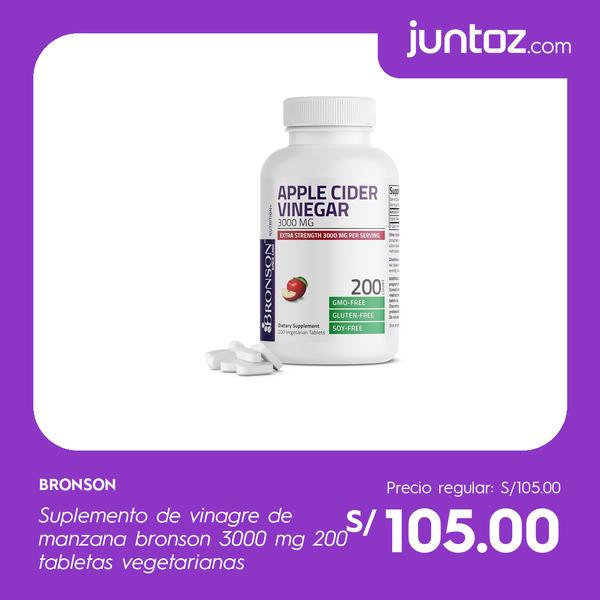 juntoz.com
APPLE CIDER
VINEGAR
3000 MG
EXTRA STRENGTH 3000 MG PER SERVING
BRONSON
NUTRITION+
200
GMO-FREE
GLUTEN-FREE
SOY-FREE
Dietary Supplement
200 Vegetarian Tablets
BRONSON
Suplemento de vinagre de
manzana bronson 3000 mg 200
tabletas vegetarianas
Precio regular: S/105.00
S/ 105.00